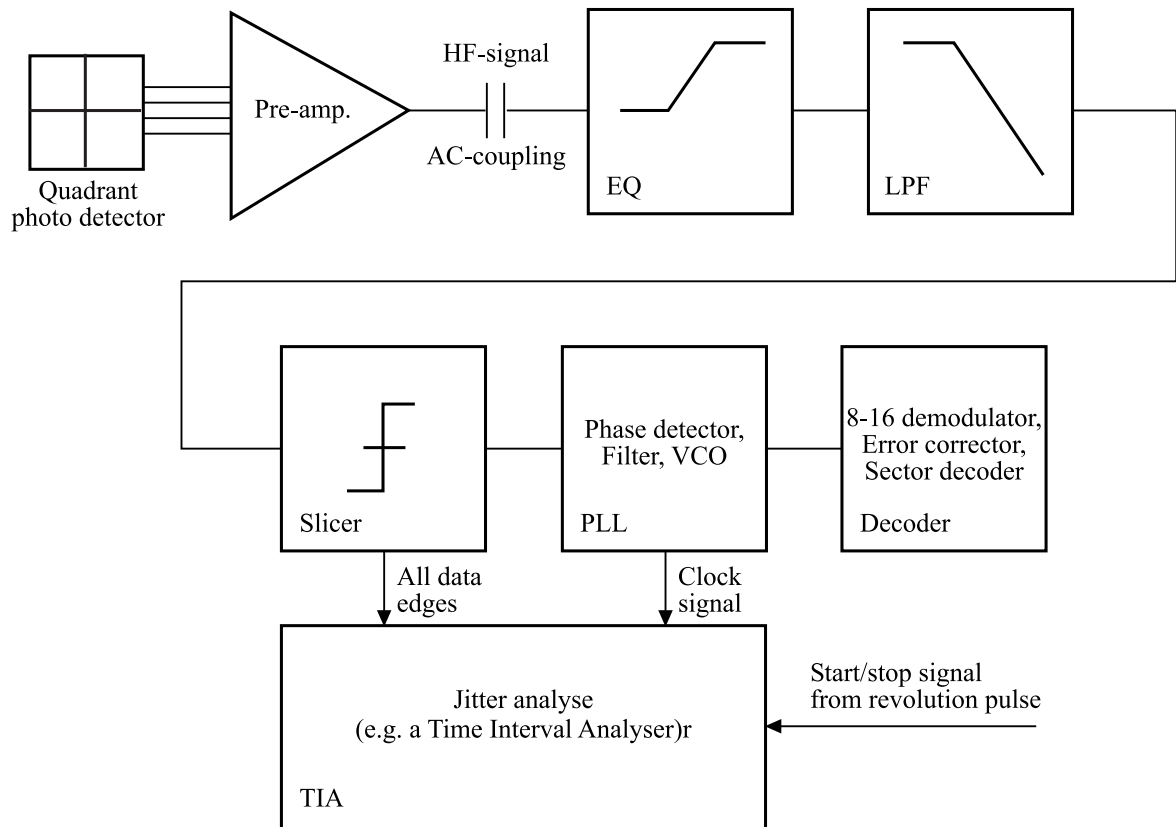 HF-signal
Pre-amp.
AC-coupling
EQ
LPF
Quadrant
photo detector
Phase detector,
Filter, VCO
8-16 demodulator,
Error corrector,
Sector decoder
Slicer
PLL
Decoder
All data
edges
Clock
signal
Start/stop signal
from revolution pulse
Jitter analyse
(e.g. a Time Interval Analyser)r
TIA